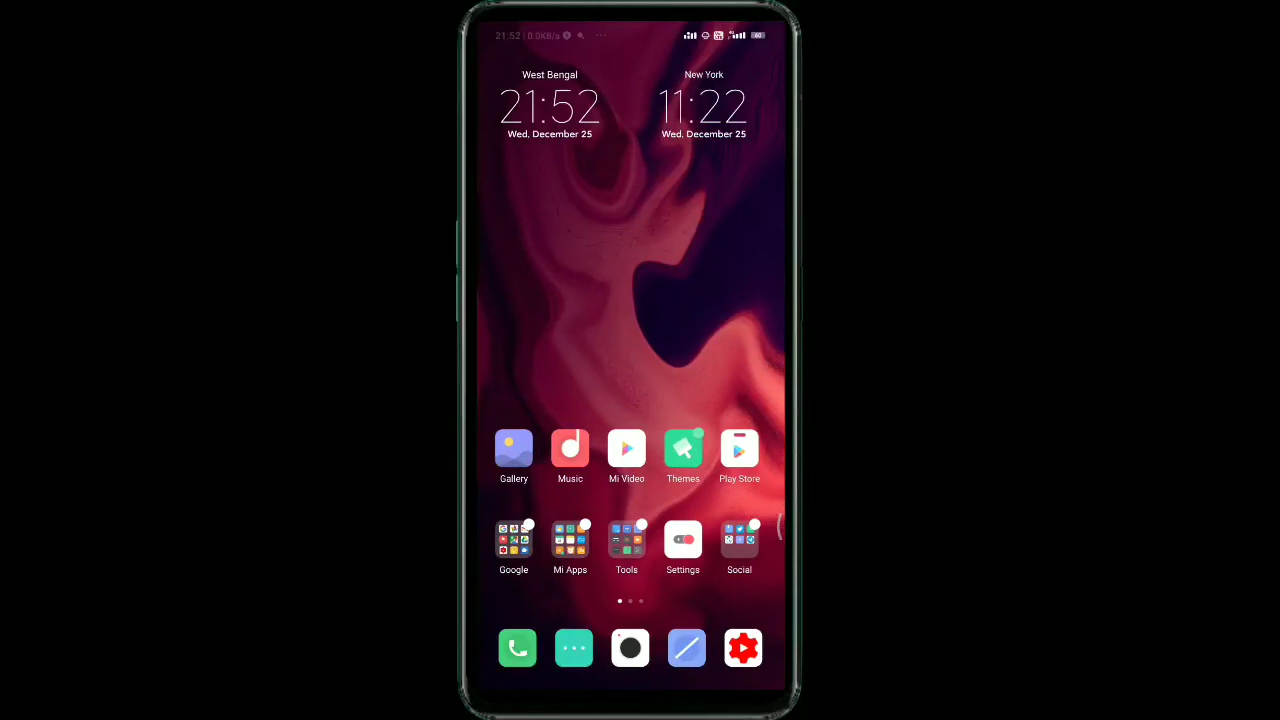 21:52 | 0.0KB/s ... 60
West Bengal New York
21:52 11:22
Wed, December 25 Wed, December 25
Gallery Music Mi Video Themes Play Store
Google Mi Apps Tools Settings Social